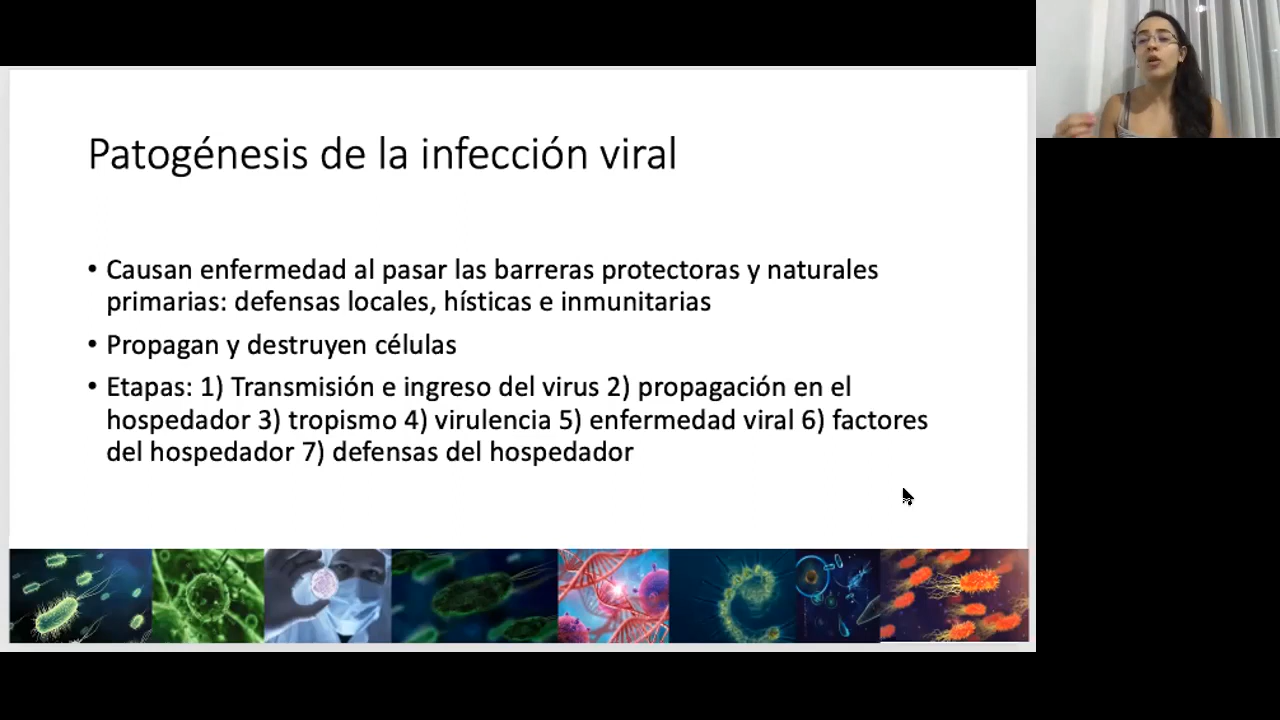 Patogénesis de la infección viral
• Causan enfermedad al pasar las barreras protectoras y naturales
primarias: defensas locales, hísticas e inmunitarias
• Propagan y destruyen células
• Etapas: 1) Transmisión e ingreso del virus 2) propagación en el
hospedador 3) tropismo 4) virulencia 5) enfermedad viral 6) factores
del hospedador 7) defensas del hospedador